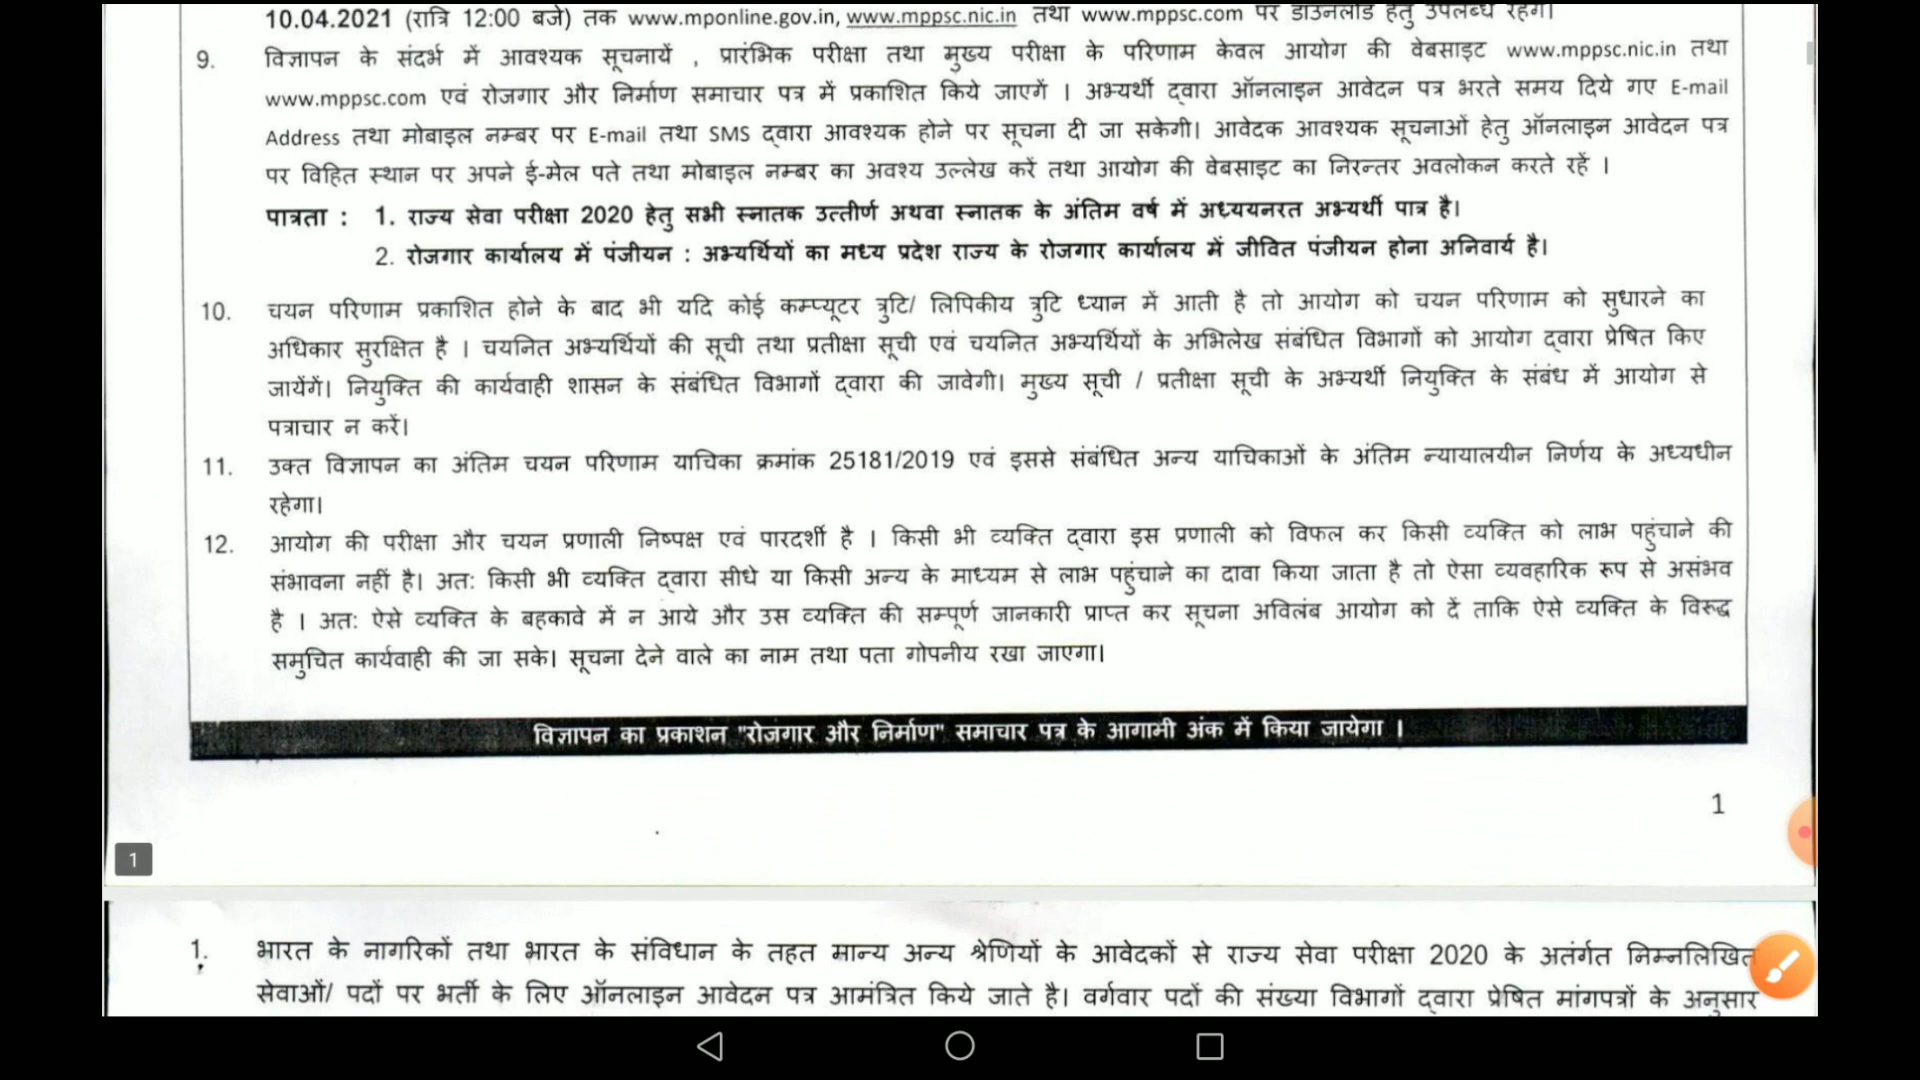 10.04.2021 (रात्रि 12:00 बजे) तक www.mponline.gov.in, www.mppsc.nic.in तथा www.mppsc.com पर डाउनलोड हेतु उपलब्ध रहेंगे।
9. विज्ञापन के संदर्भ में आवश्यक सूचनायें , प्रारंभिक परीक्षा तथा मुख्य परीक्षा के परिणाम केवल आयोग की वेबसाइट www.mppsc.nic.in तथा
www.mppsc.com एवं रोजगार और निर्माण समाचार पत्र में प्रकाशित किये जाएगें । अभ्यर्थी द्वारा ऑनलाइन आवेदन पत्र भरते समय दिये गए E-mail
Address तथा मोबाइल नम्बर पर E-mail तथा SMS द्वारा आवश्यक होने पर सूचना दी जा सकेगी। आवेदक आवश्यक सूचनाओं हेतु ऑनलाइन आवेदन पत्र
पर विहित स्थान पर अपने ई-मेल पते तथा मोबाइल नम्बर का अवश्य उल्लेख करें तथा आयोग की वेबसाइट का निरन्तर अवलोकन करते रहें ।
पात्रता : 1. राज्य सेवा परीक्षा 2020 हेतु सभी स्नातक उत्तीर्ण अथवा स्नातक के अंतिम वर्ष में अध्ययनरत अभ्यर्थी पात्र है।
2. रोजगार कार्यालय में पंजीयन : अभ्यर्थियों का मध्य प्रदेश राज्य के रोजगार कार्यालय में जीवित पंजीयन होना अनिवार्य है।
10. चयन परिणाम प्रकाशित होने के बाद भी यदि कोई कम्प्यूटर त्रुटि/ लिपिकीय त्रुटि ध्यान में आती है तो आयोग को चयन परिणाम को सुधारने का
अधिकार सुरक्षित है । चयनित अभ्यर्थियों की सूची तथा प्रतीक्षा सूची एवं चयनित अभ्यर्थियों के अभिलेख संबंधित विभागों को आयोग द्वारा प्रेषित किए
जायेंगें। नियुक्ति की कार्यवाही शासन के संबंधित विभागों द्वारा की जावेगी। मुख्य सूची / प्रतीक्षा सूची के अभ्यर्थी नियुक्ति के संबंध में आयोग से
पत्राचार न करें।
11. उक्त विज्ञापन का अंतिम चयन परिणाम याचिका क्रमांक 25181/2019 एवं इससे संबंधित अन्य याचिकाओं के अंतिम न्यायालयीन निर्णय के अध्यधीन
रहेगा।
12. आयोग की परीक्षा और चयन प्रणाली निष्पक्ष एवं पारदर्शी है । किसी भी व्यक्ति द्वारा इस प्रणाली को विफल कर किसी व्यक्ति को लाभ पहुंचाने की
संभावना नहीं है। अतः किसी भी व्यक्ति द्वारा सीधे या किसी अन्य के माध्यम से लाभ पहुंचाने का दावा किया जाता है तो ऐसा व्यवहारिक रूप से असंभव
है । अतः ऐसे व्यक्ति के बहकावे में न आये और उस व्यक्ति की सम्पूर्ण जानकारी प्राप्त कर सूचना अविलंब आयोग को दें ताकि ऐसे व्यक्ति के विरूद्ध
समुचित कार्यवाही की जा सके। सूचना देने वाले का नाम तथा पता गोपनीय रखा जाएगा।
विज्ञापन का प्रकाशन "रोजगार और निर्माण" समाचार पत्र के आगामी अंक में किया जायेगा ।
1
1
1. भारत के नागरिकों तथा भारत के संविधान के तहत मान्य अन्य श्रेणियों के आवेदकों से राज्य सेवा परीक्षा 2020 के अतंर्गत निम्नलिखित
सेवाओं/ पदों पर भर्ती के लिए ऑनलाइन आवेदन पत्र आमंत्रित किये जाते है। वर्गवार पदों की संख्या विभागों द्वारा प्रेषित मांगपत्रों के अनुसार